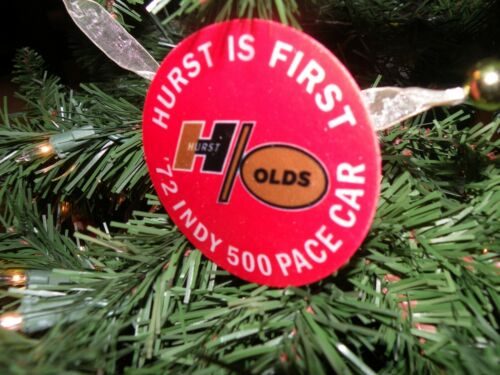 HURST IS FIRST
H/O
HURST
OLDS
'72 INDY 500 PACE CAR